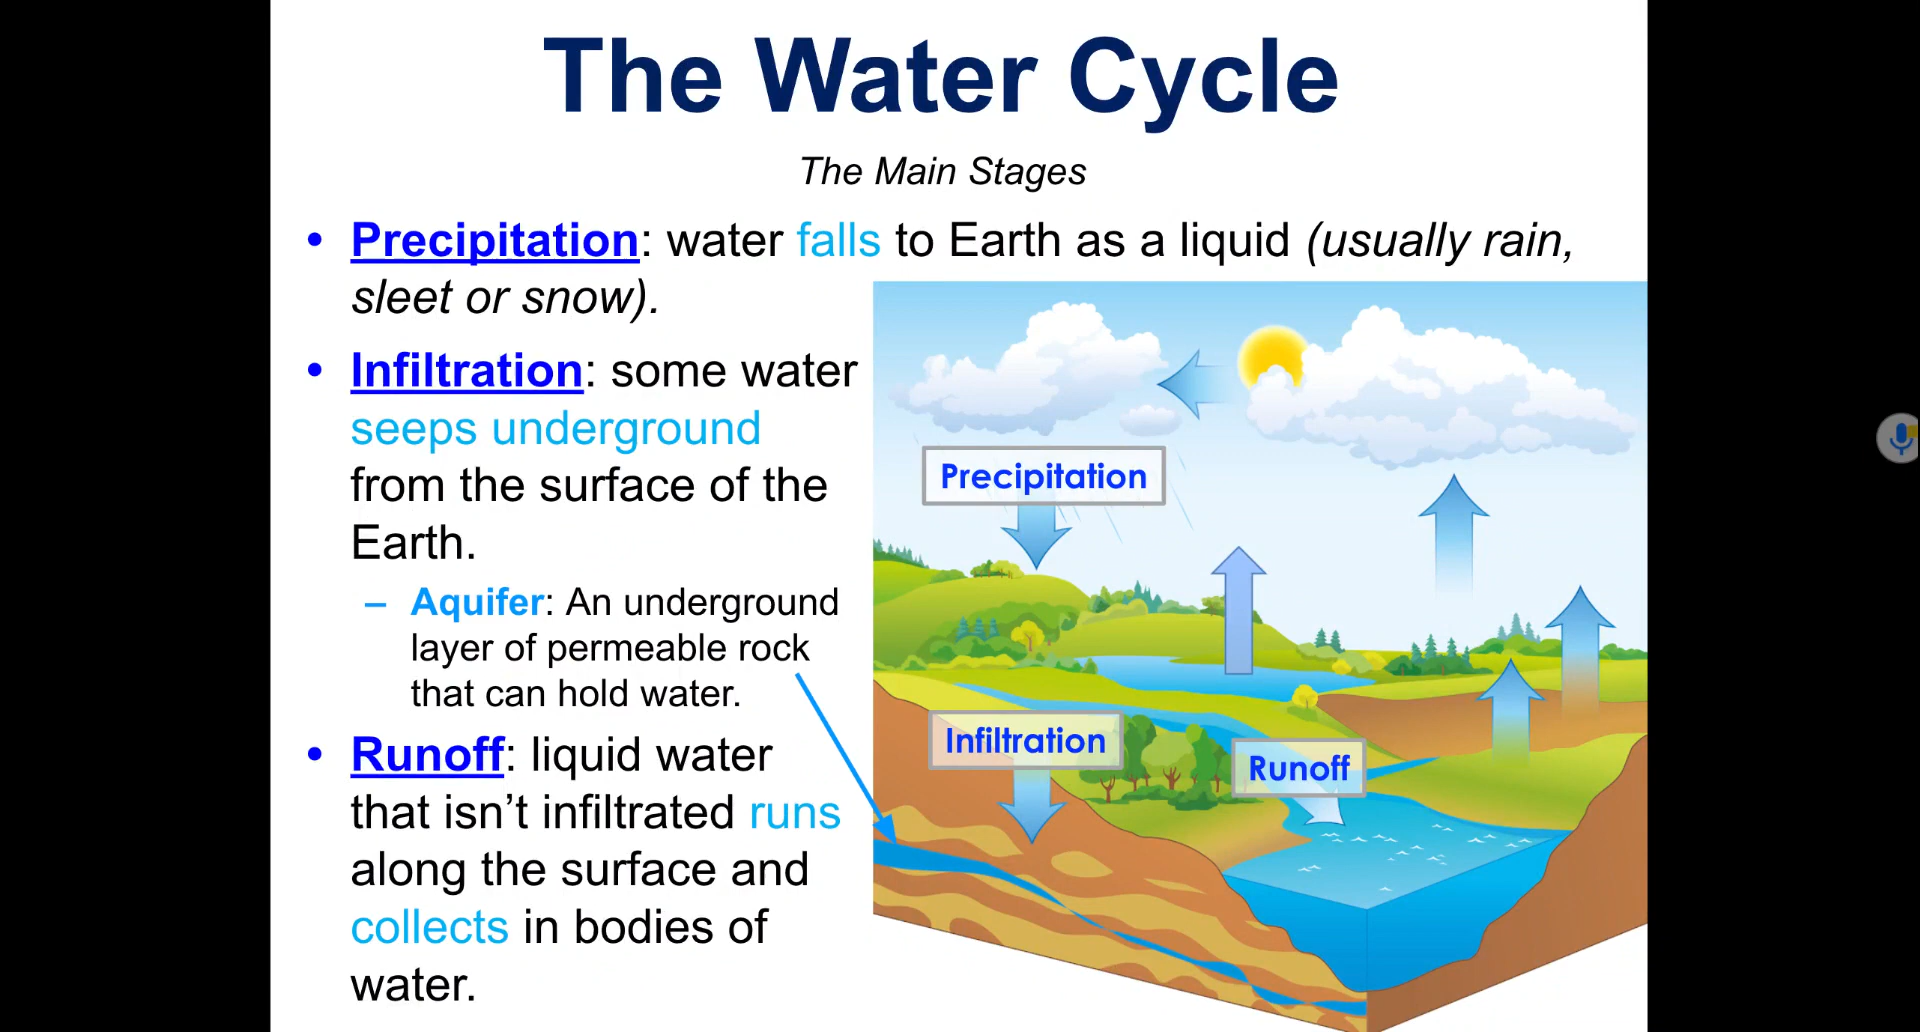 The Water Cycle
The Main Stages
• Precipitation: water falls to Earth as a liquid (usually rain,
sleet or snow).
• Infiltration: some water
seeps underground
from the surface of the
Earth.
– Aquifer: An underground
layer of permeable rock
that can hold water.
• Runoff: liquid water
that isn’t infiltrated runs
along the surface and
collects in bodies of
water.
Precipitation
Infiltration
Runoff